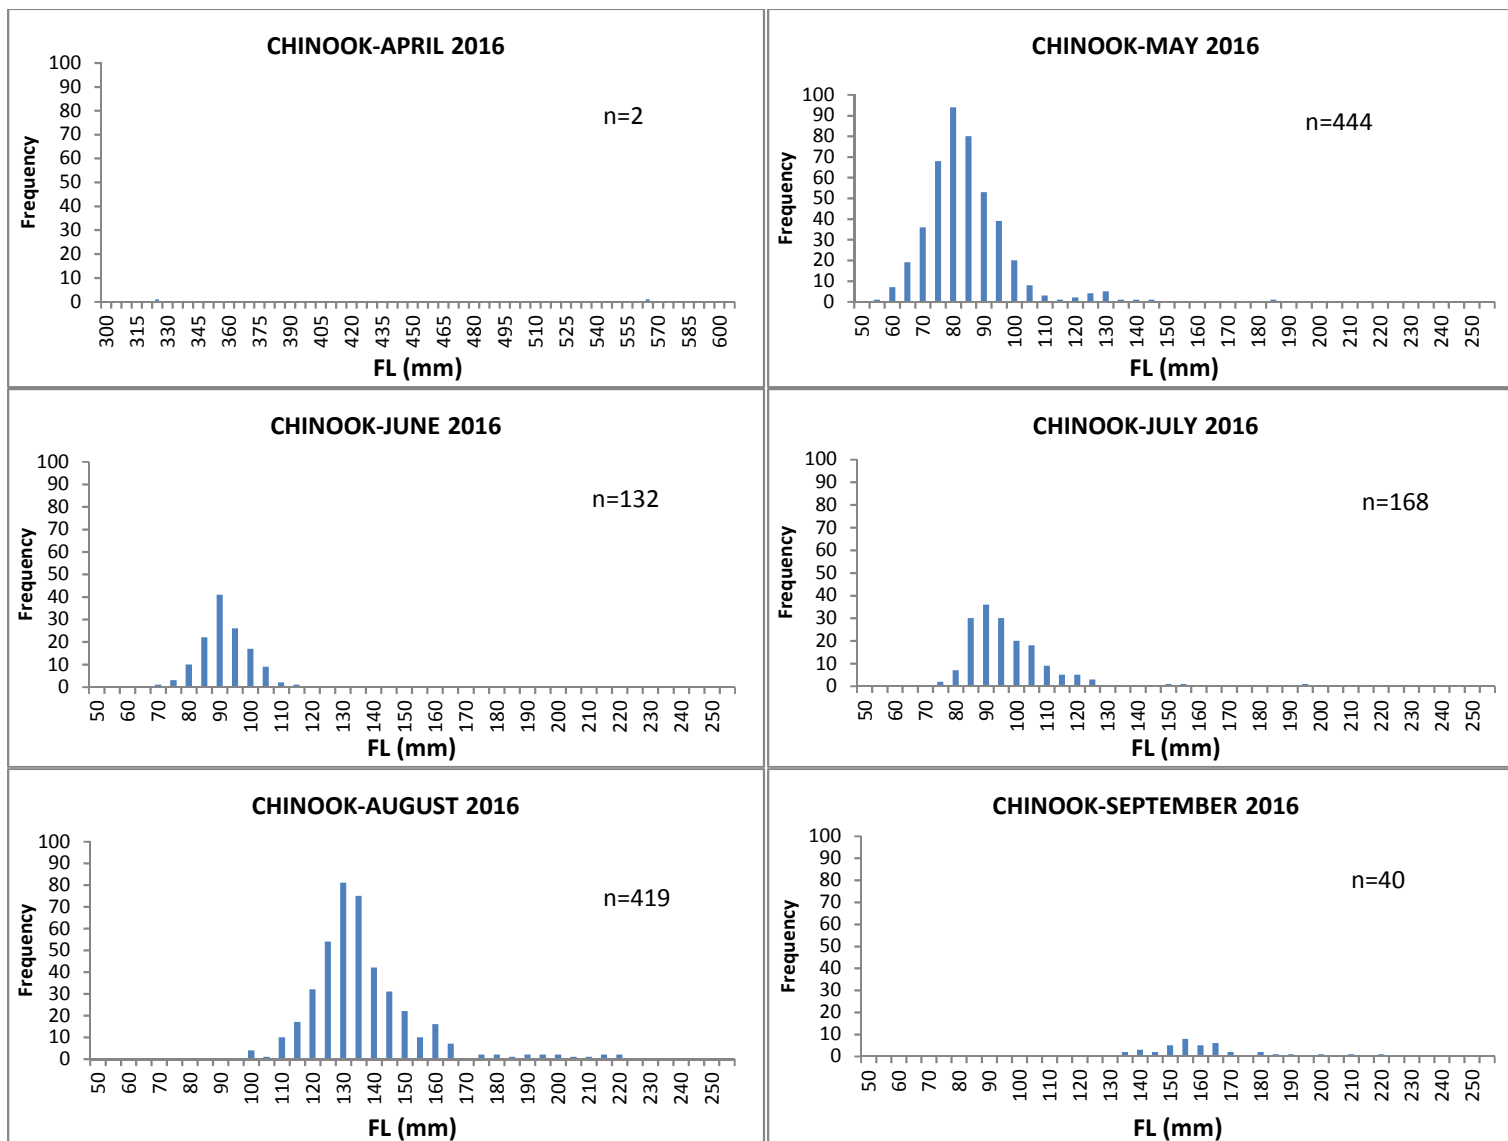 CHINOOK-APRIL 2016
100
90
80
70
60
50
40
30
20
10
0
Frequency
n=2
300 315 330 345 360 375 390 405 420 435 450 465 480 495 510 525 540 555 570 585 600
FL (mm)
CHINOOK-MAY 2016
100
90
80
70
60
50
40
30
20
10
0
Frequency
n=444
50 60 70 80 90 100 110 120 130 140 150 160 170 180 190 200 210 220 230 240 250
FL (mm)
CHINOOK-JUNE 2016
100
90
80
70
60
50
40
30
20
10
0
Frequency
n=132
50 60 70 80 90 100 110 120 130 140 150 160 170 180 190 200 210 220 230 240 250
FL (mm)
CHINOOK-JULY 2016
100
90
80
70
60
50
40
30
20
10
0
Frequency
n=168
50 60 70 80 90 100 110 120 130 140 150 160 170 180 190 200 210 220 230 240 250
FL (mm)
CHINOOK-AUGUST 2016
100
90
80
70
60
50
40
30
20
10
0
Frequency
n=419
50 60 70 80 90 100 110 120 130 140 150 160 170 180 190 200 210 220 230 240 250
FL (mm)
CHINOOK-SEPTEMBER 2016
100
90
80
70
60
50
40
30
20
10
0
Frequency
n=40
50 60 70 80 90 100 110 120 130 140 150 160 170 180 190 200 210 220 230 240 250
FL (mm)